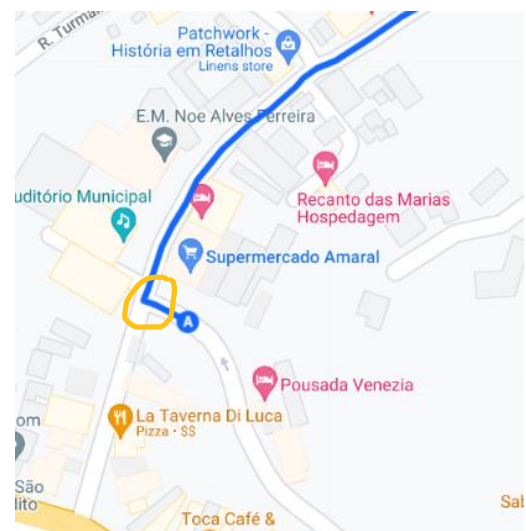 R. Turma
Patchwork -
História em Retalhos
Linens store
E.M. Noe Alves Ferreira
uditório Municipal
Recanto das Marias
Hospedagem
Supermercado Amaral
A
Pousada Venezia
La Taverna Di Luca
Pizza • $$
om
São
lito
Sal
Toca Café &